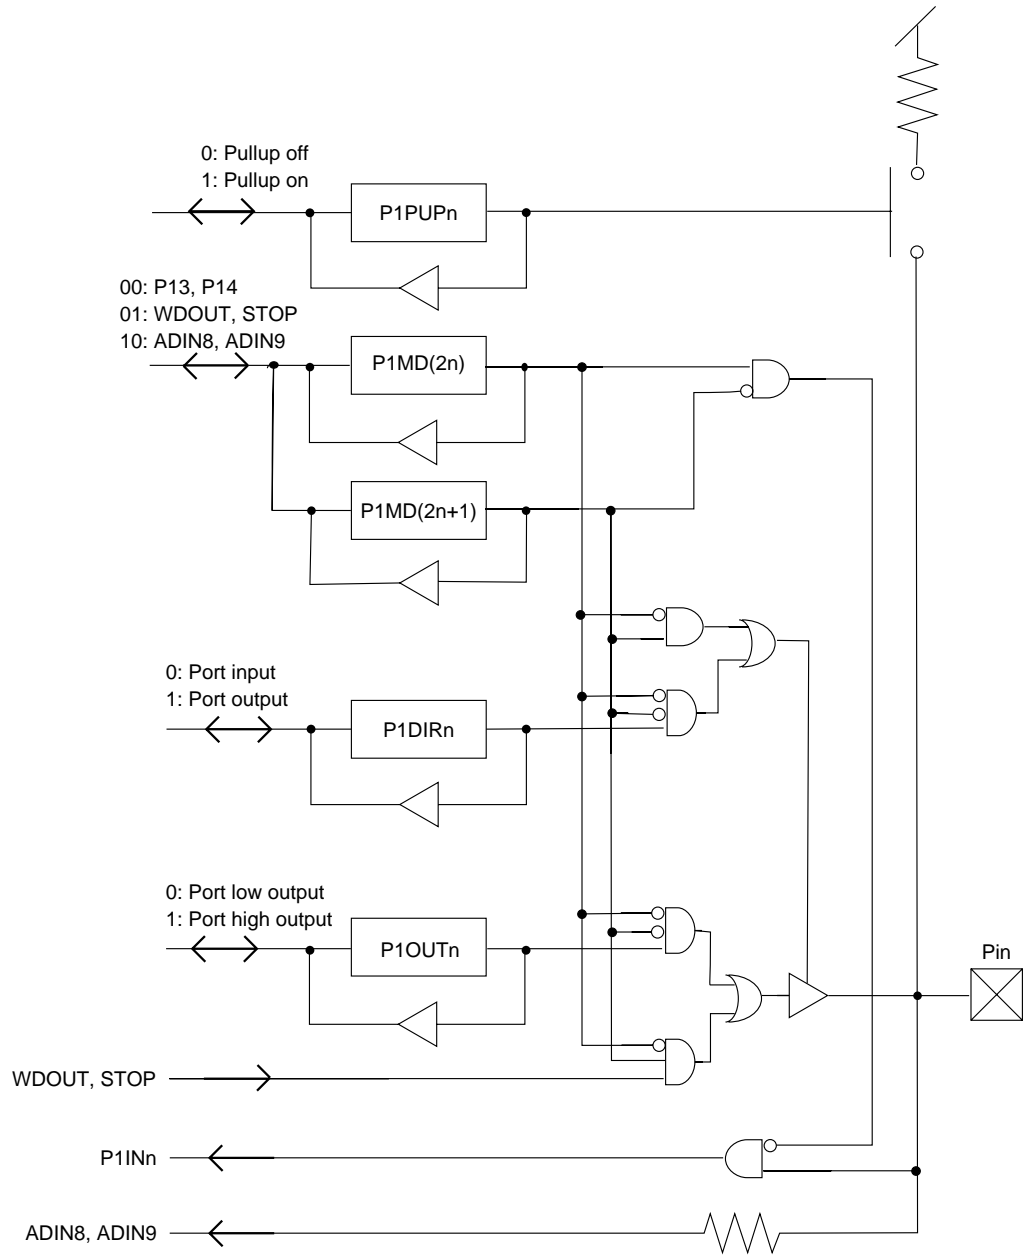 0: Pullup off
1: Pullup on
P1PUPn
00: P13, P14
01: WDOUT, STOP
10: ADIN8, ADIN9
P1MD(2n)
P1MD(2n+1)
0: Port input
1: Port output
P1DIRn
0: Port low output
1: Port high output
P1OUTn
Pin
WDOUT, STOP
P1INn
ADIN8, ADIN9